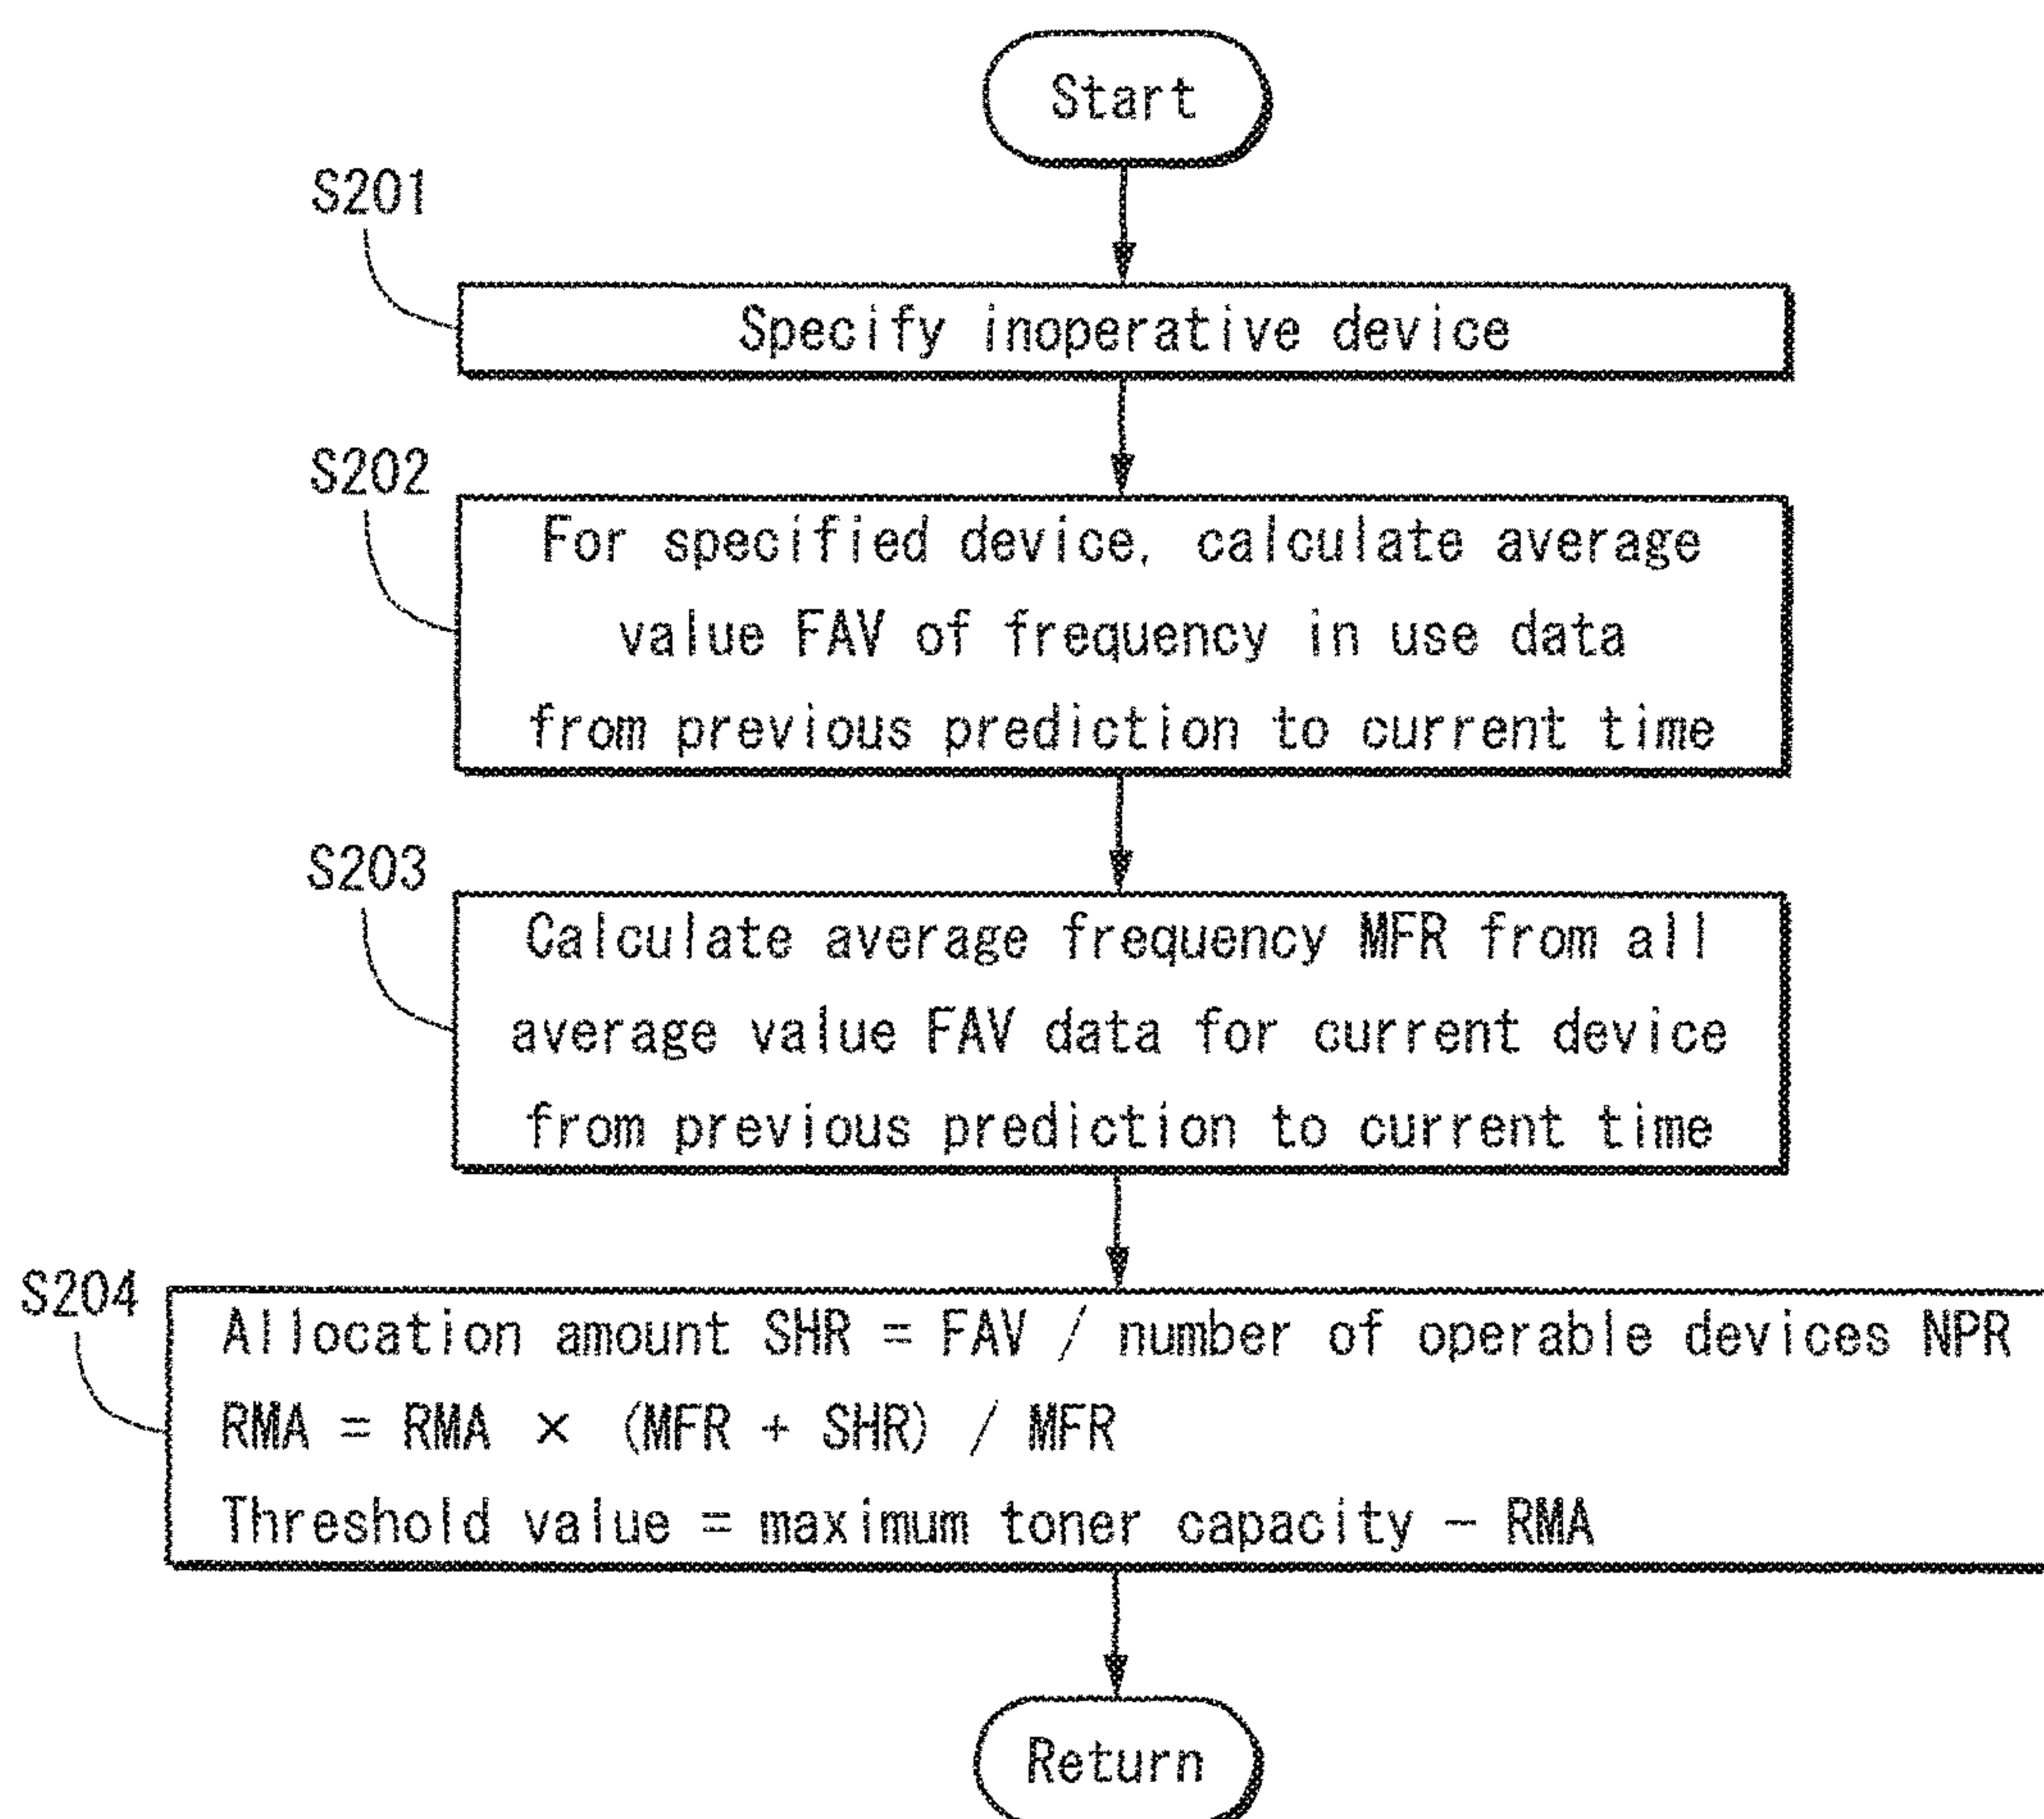 Start
S201
Specify inoperative device
S202
For specified device, calculate average
value FAV of frequency in use data
from previous prediction to current time
S203
Calculate average frequency MFR from all
average value FAV data for current device
from previous prediction to current time
S204
Allocation amount SHR = FAV / number of operable devices NPR
RMA = RMA × (MFR + SHR) / MFR
Threshold value = maximum toner capacity − RMA
Return